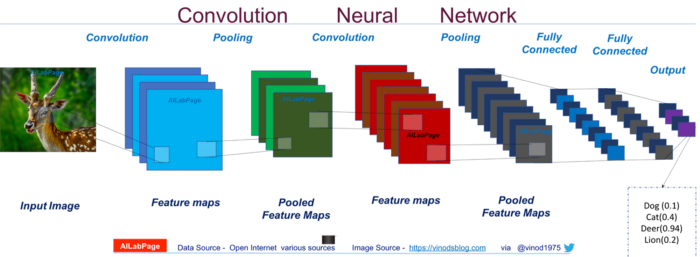 Convolution Neural Network
Convolution
Pooling
Convolution
Pooling
Fully
Connected
Fully
Connected
Output
AILabPage
AILabPage
AILabPage
AILabPage
Input Image
Feature maps
Pooled
Feature Maps
Feature maps
Pooled
Feature Maps
Dog (0.1)
Cat(0.4)
Deer(0.94)
Lion(0.2)
AILabPage Data Source - Open Internet various sources Image Source - https://vinodsblog.com via @vinod1975